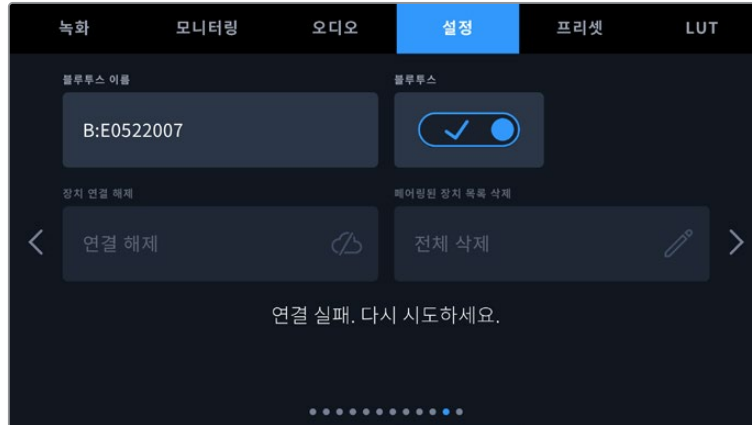 녹화 모니터링 오디오 설정 프리셋 LUT
블루투스 이름 블루투스
B:E0522007
장치 연결 해제 페어링된 장치 목록 삭제
연결 해제 전체 삭제
연결 실패. 다시 시도하세요.